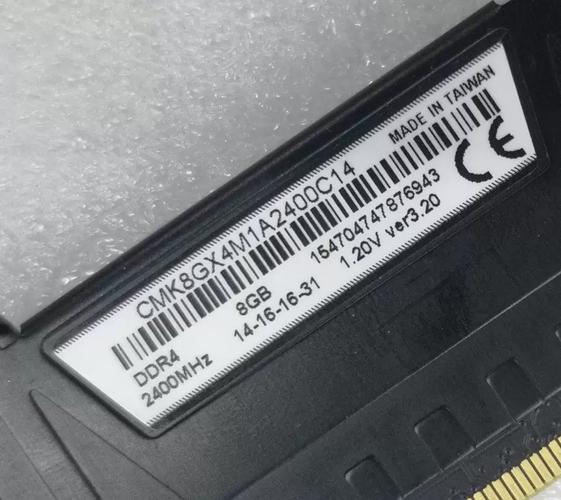 MADE IN TAIWAN
CMK8GX4M1A2400C14
DDR4 8GB 154704747876943
2400MHz 14-16-16-31 1.20V ver3.20
CE